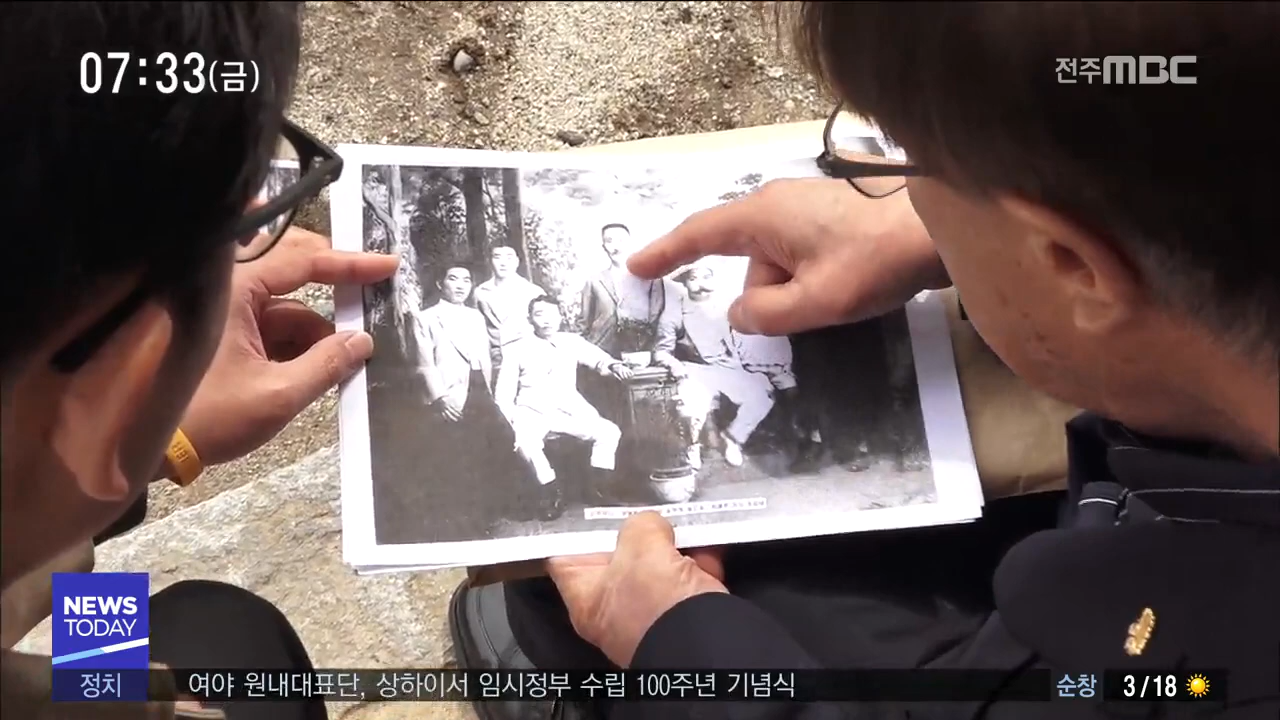 07:33(금)
전주MBC
NEWS
TODAY
정치
여야 원내대표단, 상하이서 임시정부 수립 100주년 기념식
순창
3/18